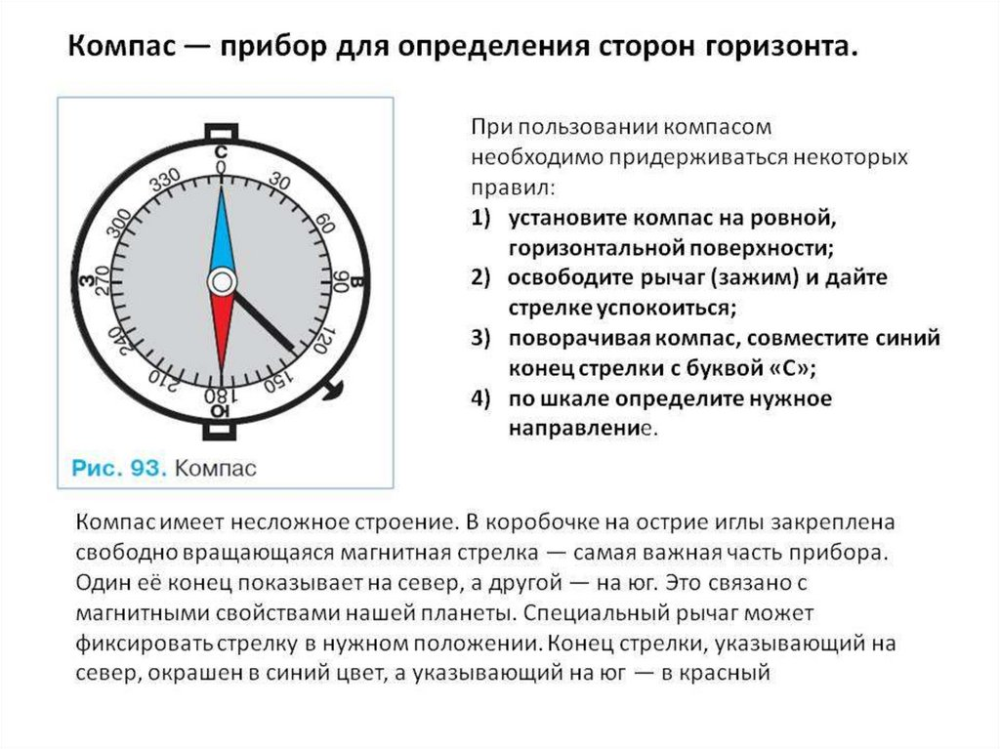 Компас — прибор для определения сторон горизонта.
С
0
30
60
90
В
120
150
180
Ю
210
240
270
З
300
330
Рис. 93. Компас
При пользовании компасом
необходимо придерживаться некоторых
правил:
1) установите компас на ровной,
горизонтальной поверхности;
2) освободите рычаг (зажим) и дайте
стрелке успокоиться;
3) поворачивая компас, совместите синий
конец стрелки с буквой «С»;
4) по шкале определите нужное
направление.
Компас имеет несложное строение. В коробочке на острие иглы закреплена
свободно вращающаяся магнитная стрелка — самая важная часть прибора.
Один её конец показывает на север, а другой — на юг. Это связано с
магнитными свойствами нашей планеты. Специальный рычаг может
фиксировать стрелку в нужном положении. Конец стрелки, указывающий на
север, окрашен в синий цвет, а указывающий на юг — в красный